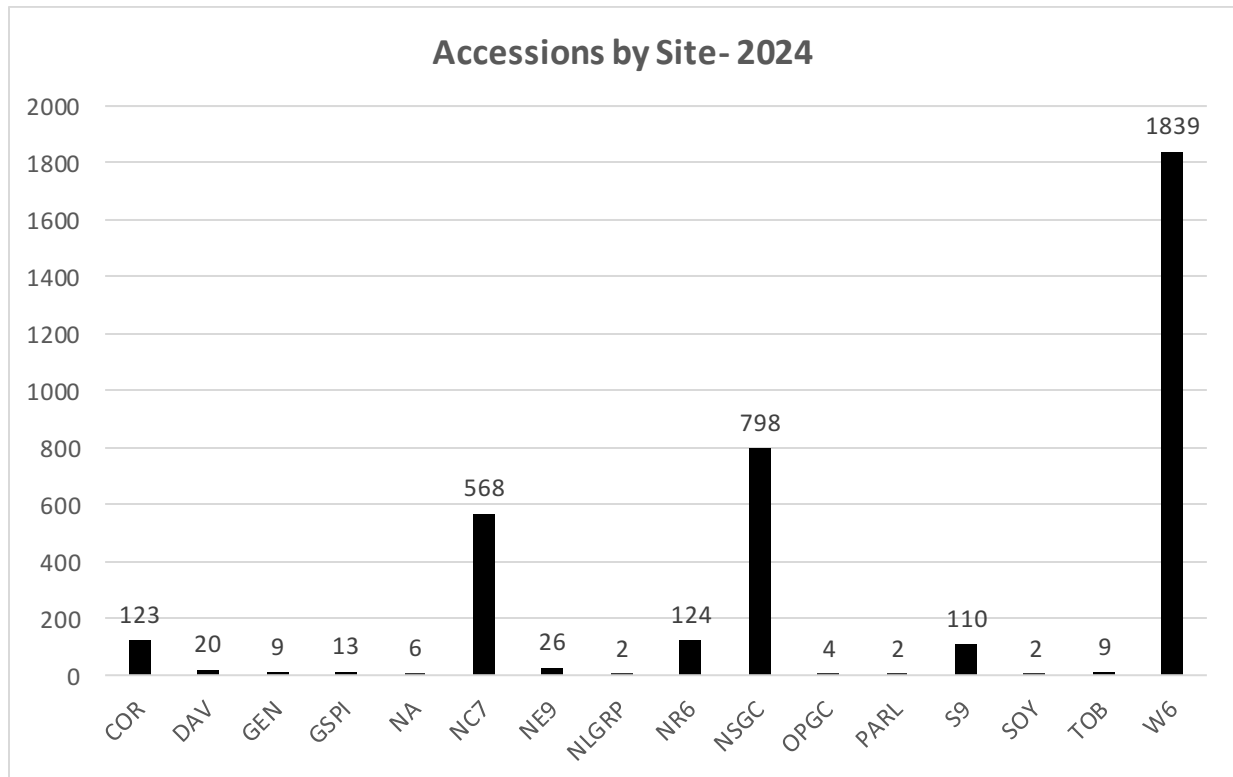 Accessions by Site- 2024
2000
1800
1600
1400
1200
1000
800
600
400
200
0
123
20
9
13
6
568
26
2
124
798
4
2
110
2
9
1839
COR
DAV
GEN
GSPI
NA
NC7
NE9
NLGRP
NR6
NSGC
OPGC
PARL
S9
SOY
TOB
W6